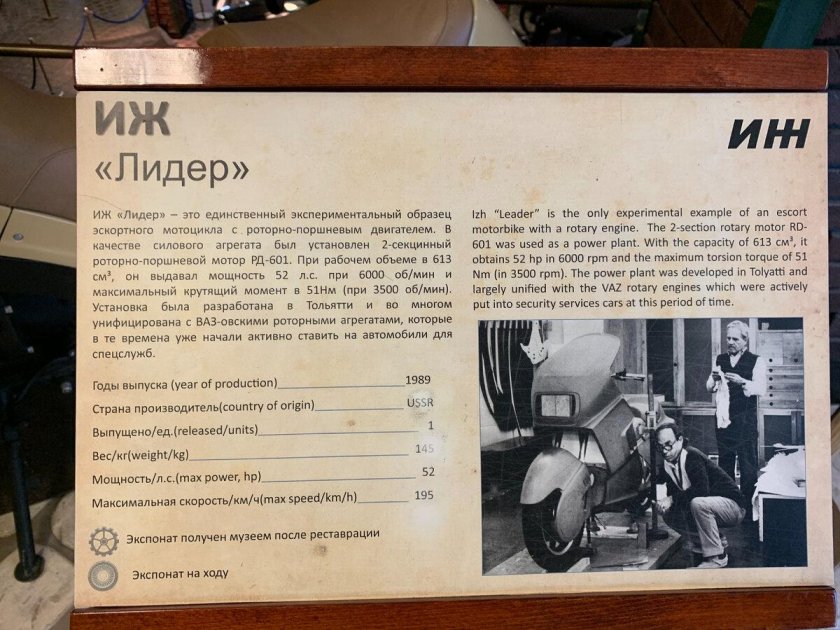 ИЖ
«Лидер»
ИЖ
ИЖ «Лидер» – это единственный экспериментальный образец
эскортного мотоцикла с роторно-поршневым двигателем. В
качестве силового агрегата был установлен 2-секцинный
роторно-поршневой мотор РД-601. При рабочем объеме в 613
см³, он выдавал мощность 52 л.с. при 6000 об/мин и
максимальный крутящий момент в 51Нм (при 3500 об/мин).
Установка была разработана в Тольятти и во многом
унифицирована с ВАЗ-овскими роторными агрегатами, которые
в те времена уже начали активно ставить на автомобили для
спецслужб.
Izh “Leader” is the only experimental example of an escort
motorbike with a rotary engine. The 2-section rotary motor RD-
601 was used as a power plant. With the capacity of 613 см³, it
obtains 52 hp in 6000 rpm and the maximum torsion torque of 51
Nm (in 3500 rpm). The power plant was developed in Tolyatti and
largely unified with the VAZ rotary engines which were actively
put into security services cars at this period of time.
Годы выпуска (year of production) 1989
Страна производитель(country of origin) USSR
Выпущено/ед.(released/units) 1
Вес/кг(weight/kg) 145
Мощность/л.с.(max power, hp) 52
Максимальная скорость/км/ч(max speed/km/h) 195
Экспонат получен музеем после реставрации
Экспонат на ходу